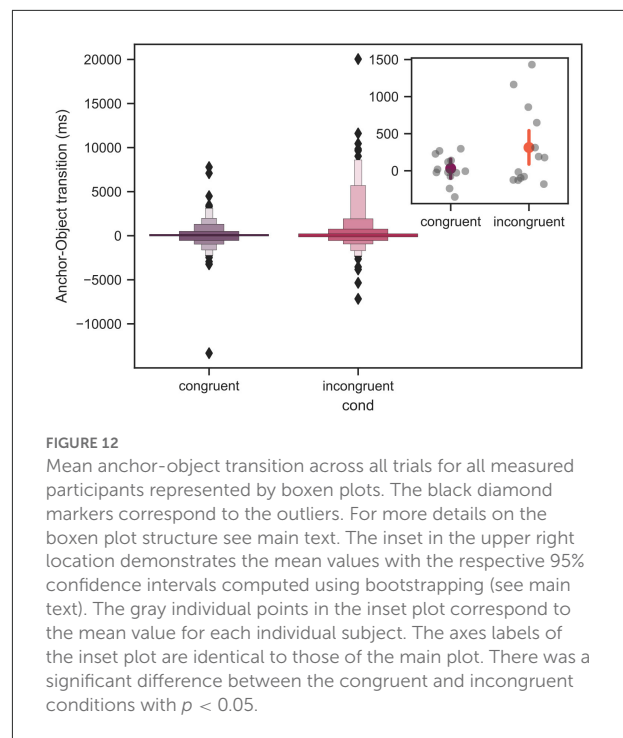 20000
15000
10000
5000
0
−5000
−10000
Anchor-Object transition (ms)
congruent
incongruent
cond
1500
1000
500
0
congruent
incongruent
FIGURE 12
Mean anchor-object transition across all trials for all measured
participants represented by boxen plots. The black diamond
markers correspond to the outliers. For more details on the
boxen plot structure see main text. The inset in the upper right
location demonstrates the mean values with the respective 95%
confidence intervals computed using bootstrapping (see main
text). The gray individual points in the inset plot correspond to
the mean value for each individual subject. The axes labels of
the inset plot are identical to those of the main plot. There was a
significant difference between the congruent and incongruent
conditions with p < 0.05.